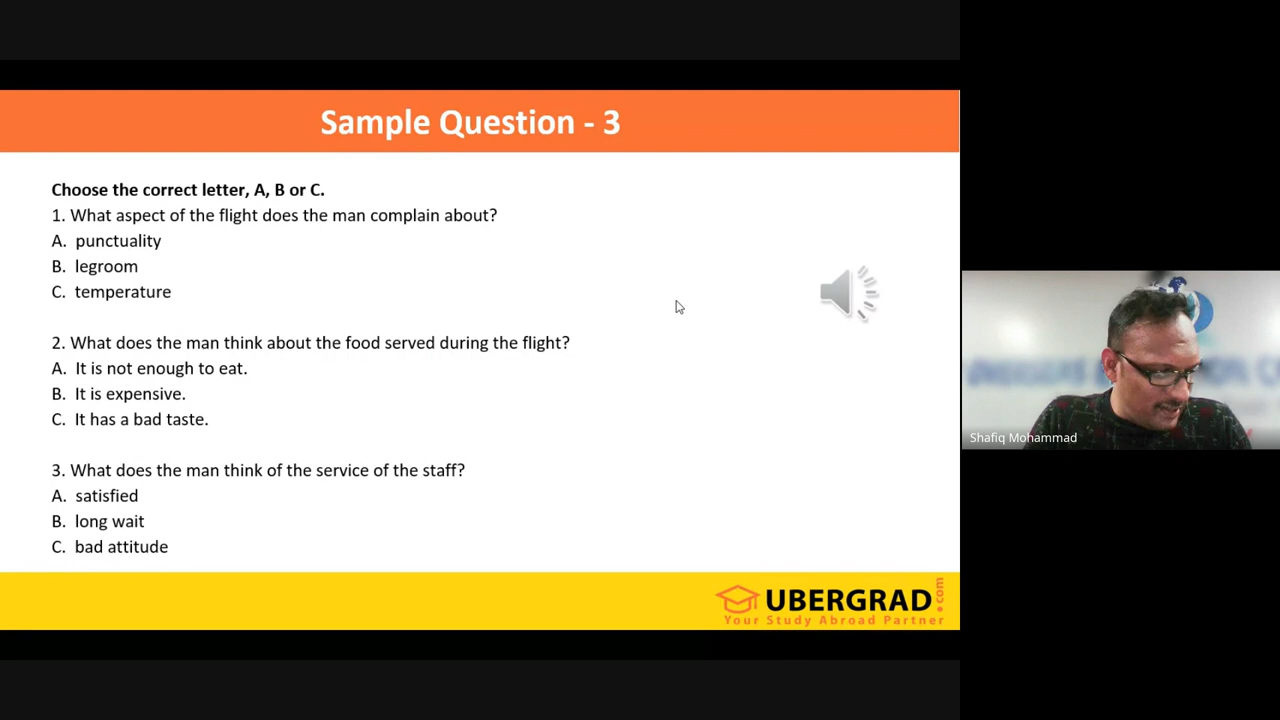 Sample Question - 3
Choose the correct letter, A, B or C.
1. What aspect of the flight does the man complain about?
A. punctuality
B. legroom
C. temperature
2. What does the man think about the food served during the flight?
A. It is not enough to eat.
B. It is expensive.
C. It has a bad taste.
3. What does the man think of the service of the staff?
A. satisfied
B. long wait
C. bad attitude
UBERGRAD.com
Your Study Abroad Partner
Shafiq Mohammad